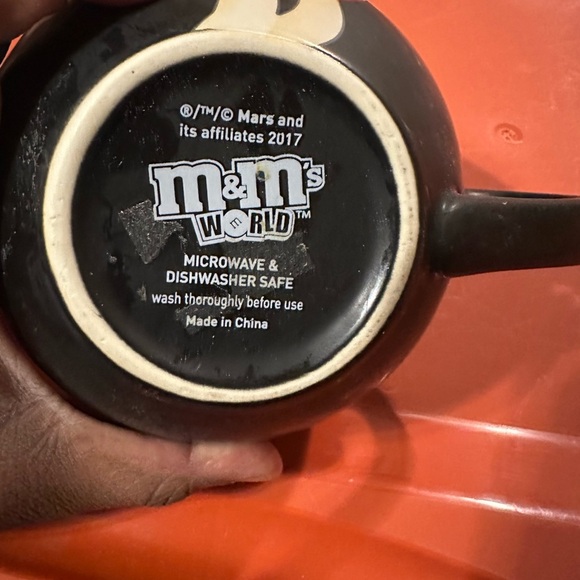 ®/™/© Mars and
its affiliates 2017
m&m's
WORLD™
MICROWAVE &
DISHWASHER SAFE
wash thoroughly before use
Made in China